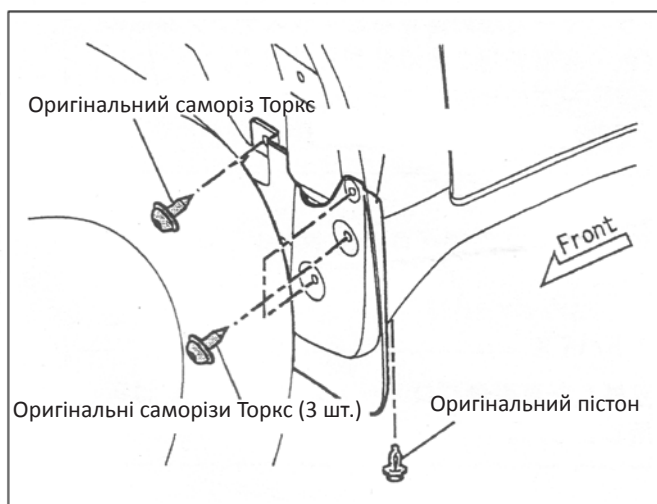 Оригінальний саморіз Торкс
Front
Оригінальні саморізи Торкс (3 шт.)
Оригінальний пістон